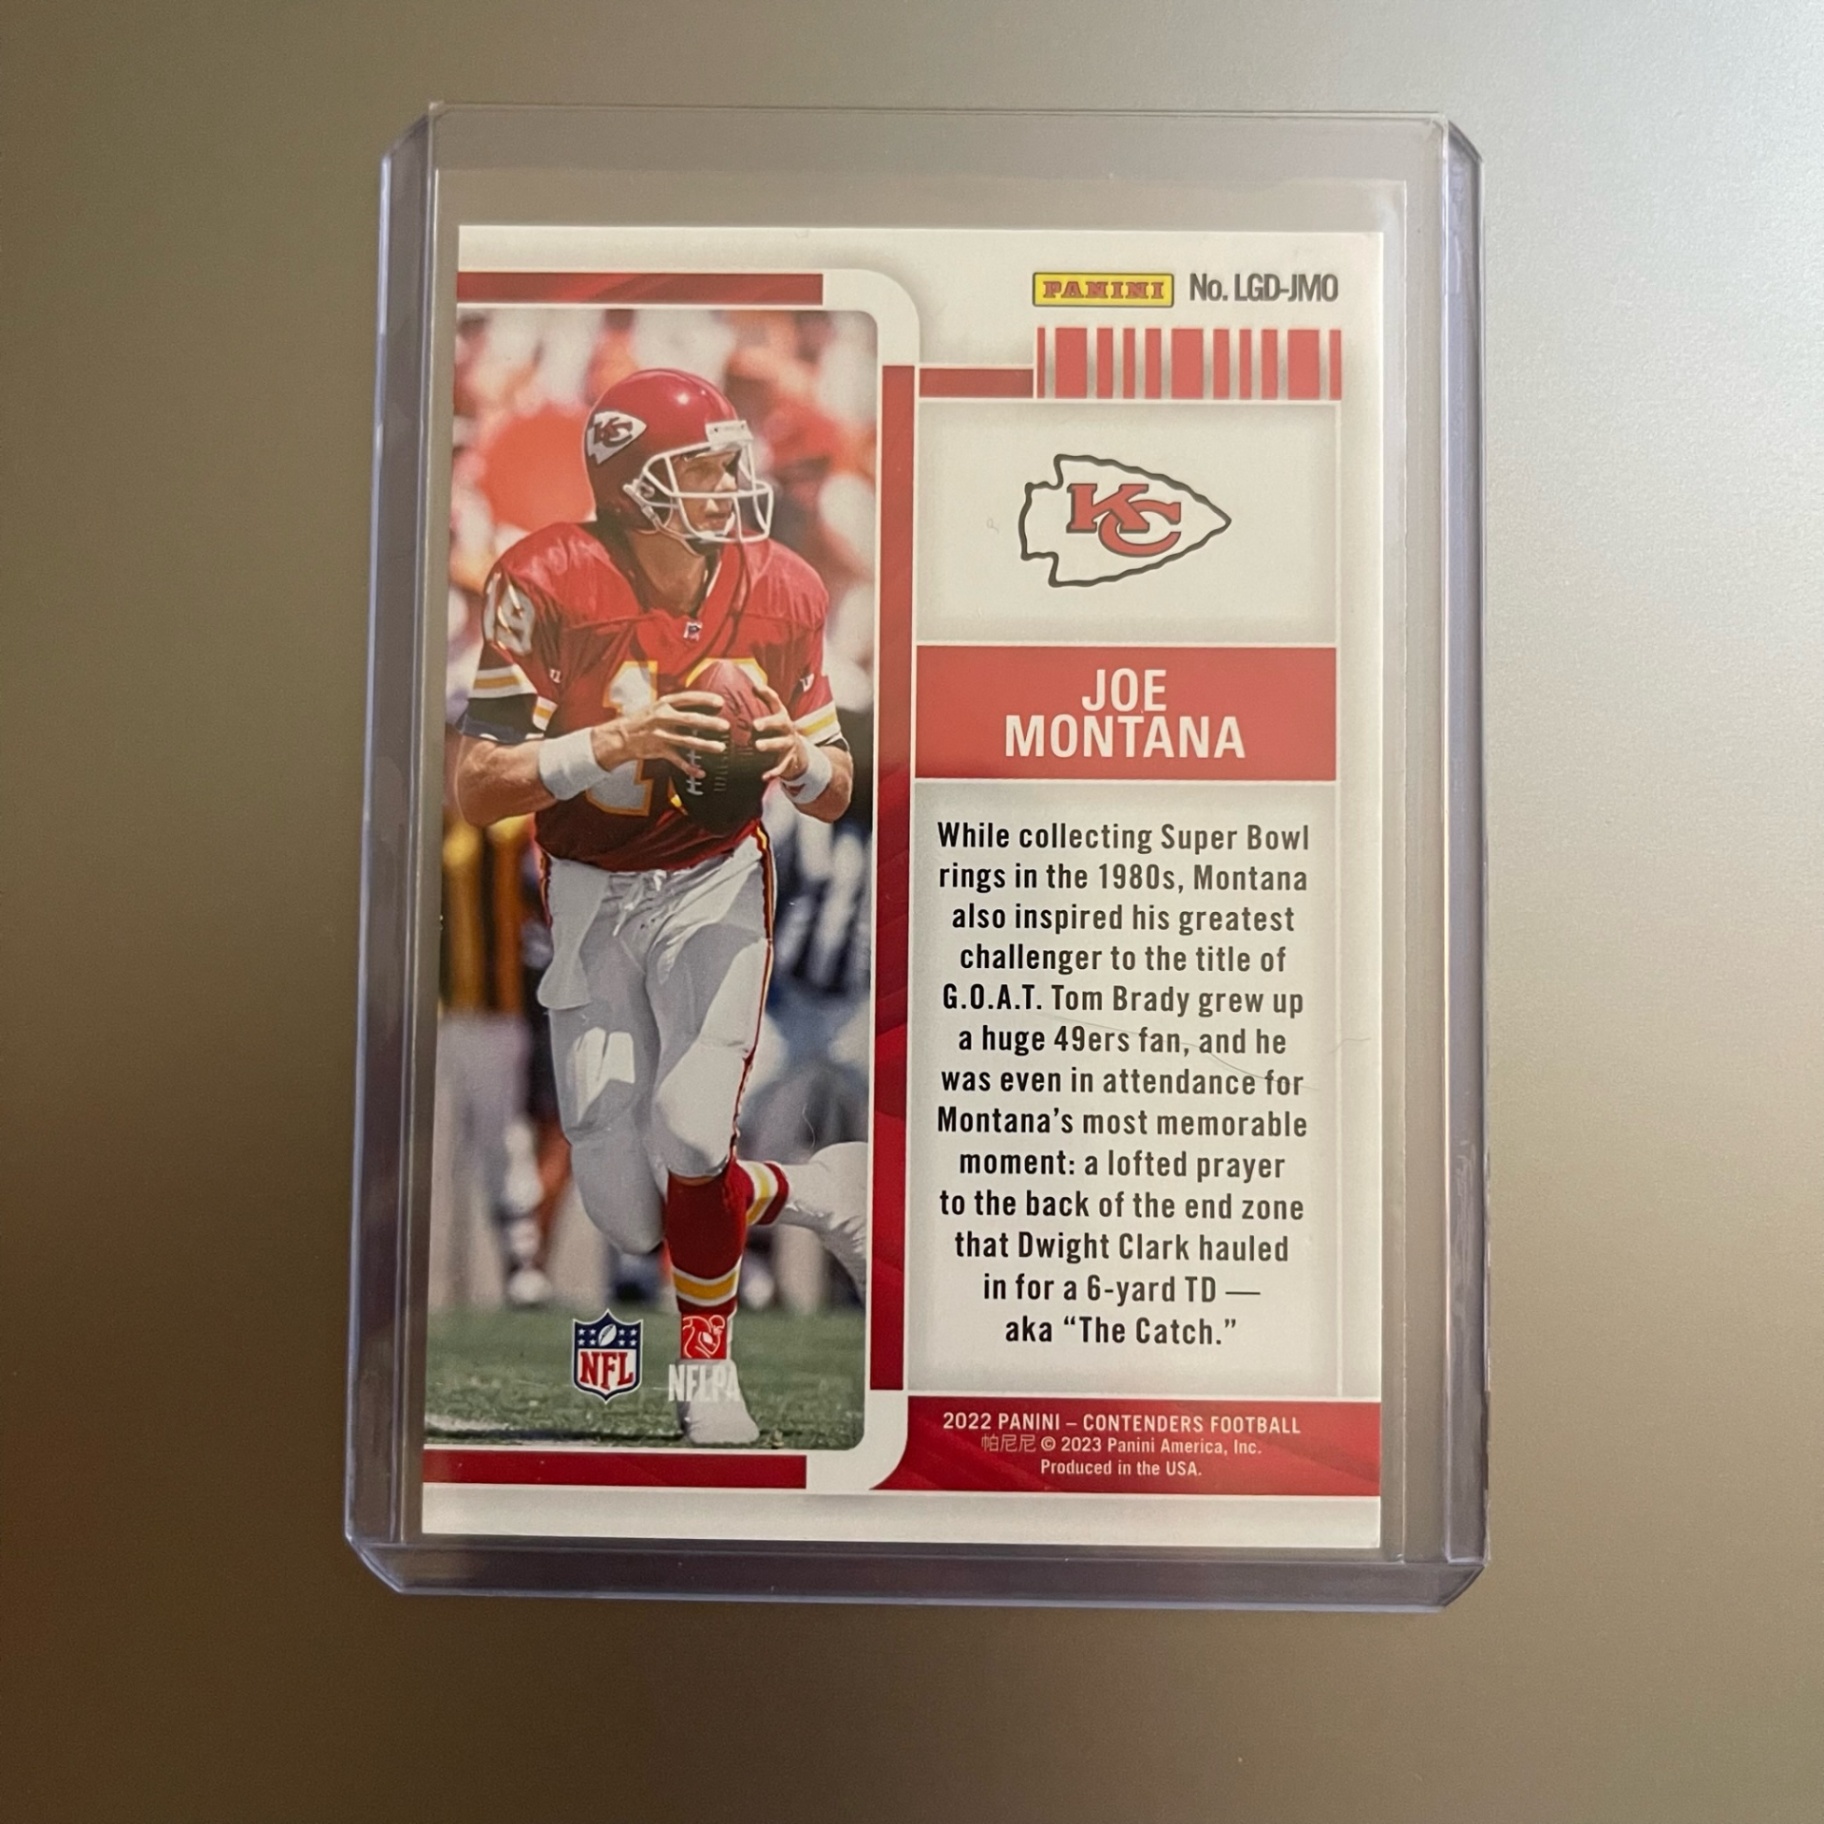 PANINI No. LGD-JMO
KC
KC
19
JOE
MONTANA
While collecting Super Bowl
rings in the 1980s, Montana
also inspired his greatest
challenger to the title of
G.O.A.T. Tom Brady grew up
a huge 49ers fan, and he
was even in attendance for
Montana's most memorable
moment: a lofted prayer
to the back of the end zone
that Dwight Clark hauled
in for a 6-yard TD —
aka “The Catch.”
NFL
NFLPA
2022 PANINI – CONTENDERS FOOTBALL
帕尼尼 © 2023 Panini America, Inc.
Produced in the USA.